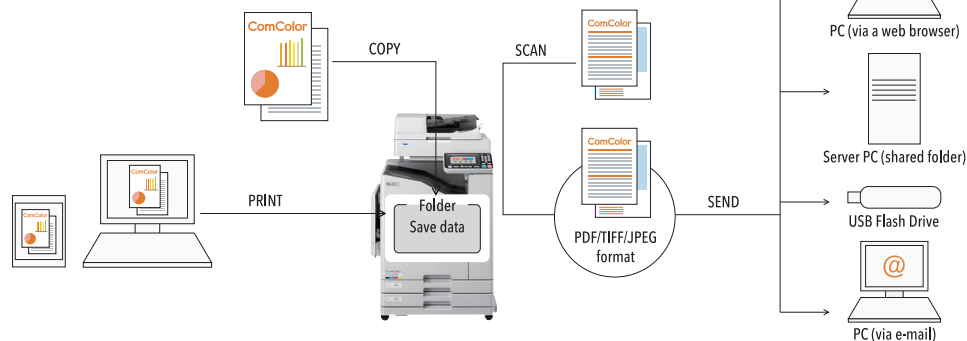 ComColor
COPY
SCAN
ComColor
PC (via a web browser)
Server PC (shared folder)
ComColor
ComColor
ComColor
PRINT
Folder
Save data
PDF/TIFF/JPEG
format
SEND
USB Flash Drive
ComColor
@
PC (via e-mail)